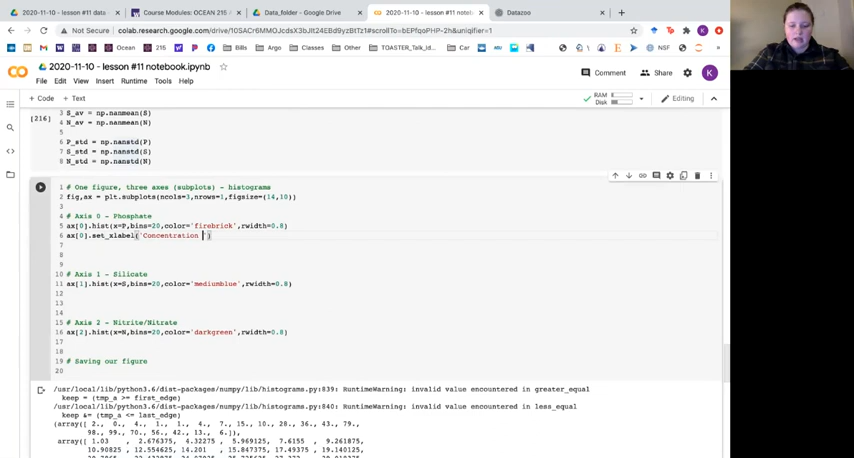 2020-11-10 - lesson #11 data
Course Modules: OCEAN 215 A
Data_folder - Google Drive
2020-11-10 - lesson #11 noteb
Datazoo
Not Secure
colab.research.google.com/drive/
Ocean
215
Bills
Argo
Other
TOASTER_Talk_Id...
NSF
Other Bookmarks
2020-11-10 - lesson #11 notebook.ipynb
Comment
Share
K
File Edit View Insert Runtime Tools Help
+ Code + Text
RAM
Disk
Editing
[216]
3 S_av = np.nanmean(S)
4 N_av = np.nanmean(N)
5
6 P_std = np.nanstd(P)
7 S_std = np.nanstd(S)
8 N_std = np.nanstd(N)
1 # One figure, three axes (subplots) - histograms
2 fig,ax = plt.subplots(ncols=3,nrows=1,figsize=(14,10))
3
4 # Axis 0 - Phosphate
5 ax[0].hist(x=P,bins=20,color='firebrick',rwidth=0.8)
6 ax[0].set_xlabel('Concentration ')
7
8
9
10 # Axis 1 - Silicate
11 ax[1].hist(x=S,bins=20,color='mediumblue',rwidth=0.8)
12
13
14
15 # Axis 2 - Nitrite/Nitrate
16 ax[2].hist(x=N,bins=20,color='darkgreen',rwidth=0.8)
17
18
19 # Saving our figure
20
/usr/local/lib/python3.6/dist-packages/numpy/lib/histograms.py:839: RuntimeWarning: invalid value encountered in greater_equal
keep = (tmp_a >= first_edge)
/usr/local/lib/python3.6/dist-packages/numpy/lib/histograms.py:840: RuntimeWarning: invalid value encountered in less_equal
keep &= (tmp_a <= last_edge)
(array([ 2., 0., 4., 1., 1., 4., 7., 15., 10., 28., 36., 43., 79.,
98., 99., 70., 56., 42., 13., 6.]),
array([ 1.03 , 2.676375, 4.32275 , 5.969125, 7.6155 , 9.261875,
10.90825 , 12.554625, 14.201 , 15.847375, 17.49375 , 19.140125,